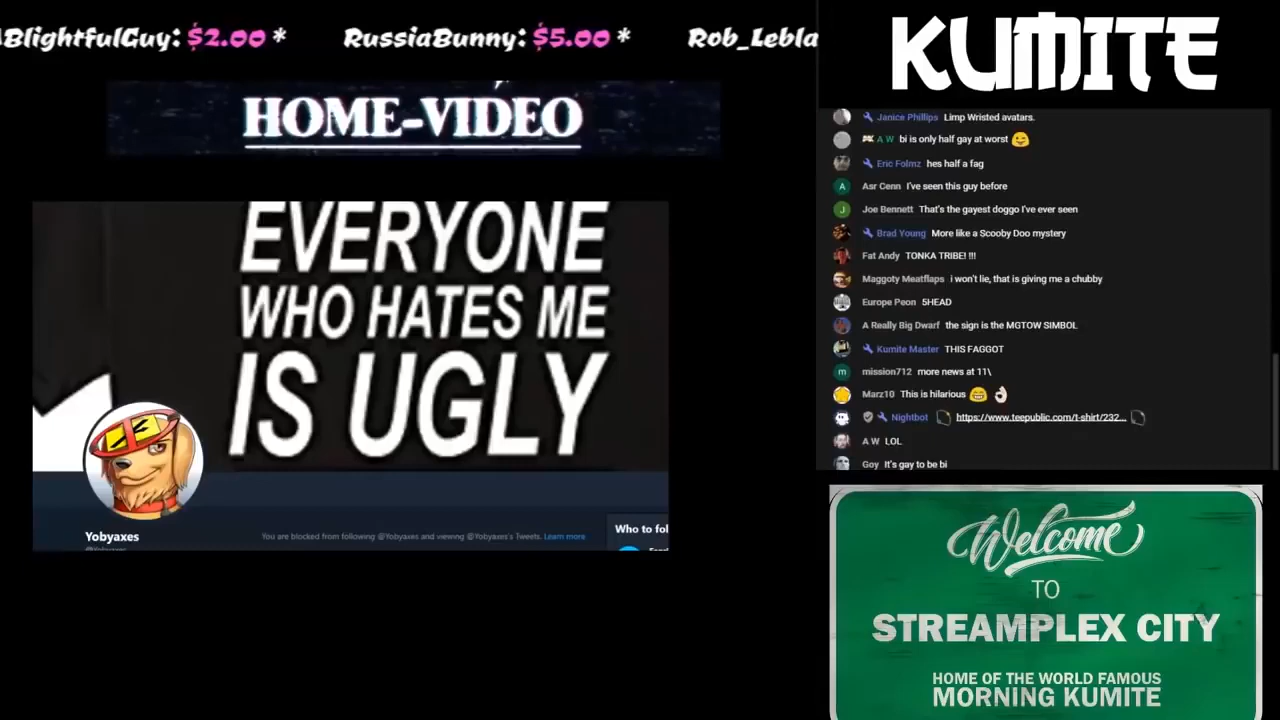 BlightfulGuy: $2.00 * RussiaBunny: $5.00 * Rob_Lebla
HOME-VIDEO
EVERYONE
WHO HATES ME
IS UGLY
Yobyaxes
@Yobyaxes
You are blocked from following @Yobyaxes and viewing @Yobyaxes's Tweets. Learn more
Who to fol
KUMITE
Janice Phillips Limp Wristed avatars.
A W bi is only half gay at worst
Eric Folmz hes half a fag
Asr Cenn I've seen this guy before
Joe Bennett That's the gayest doggo I've ever seen
Brad Young More like a Scooby Doo mystery
Fat Andy TONKA TRIBE! !!!
Maggoty Meatflaps i won't lie, that is giving me a chubby
Europe Peon 5HEAD
A Really Big Dwarf the sign is the MGTOW SIMBOL
Kumite Master THIS FAGGOT
mission712 more news at 11\
Marz10 This is hilarious
Nightbot https://www.teepublic.com/t-shirt/232...
A W LOL
Goy It's gay to be bi
Welcome
TO
STREAMPLEX CITY
HOME OF THE WORLD FAMOUS
MORNING KUMITE